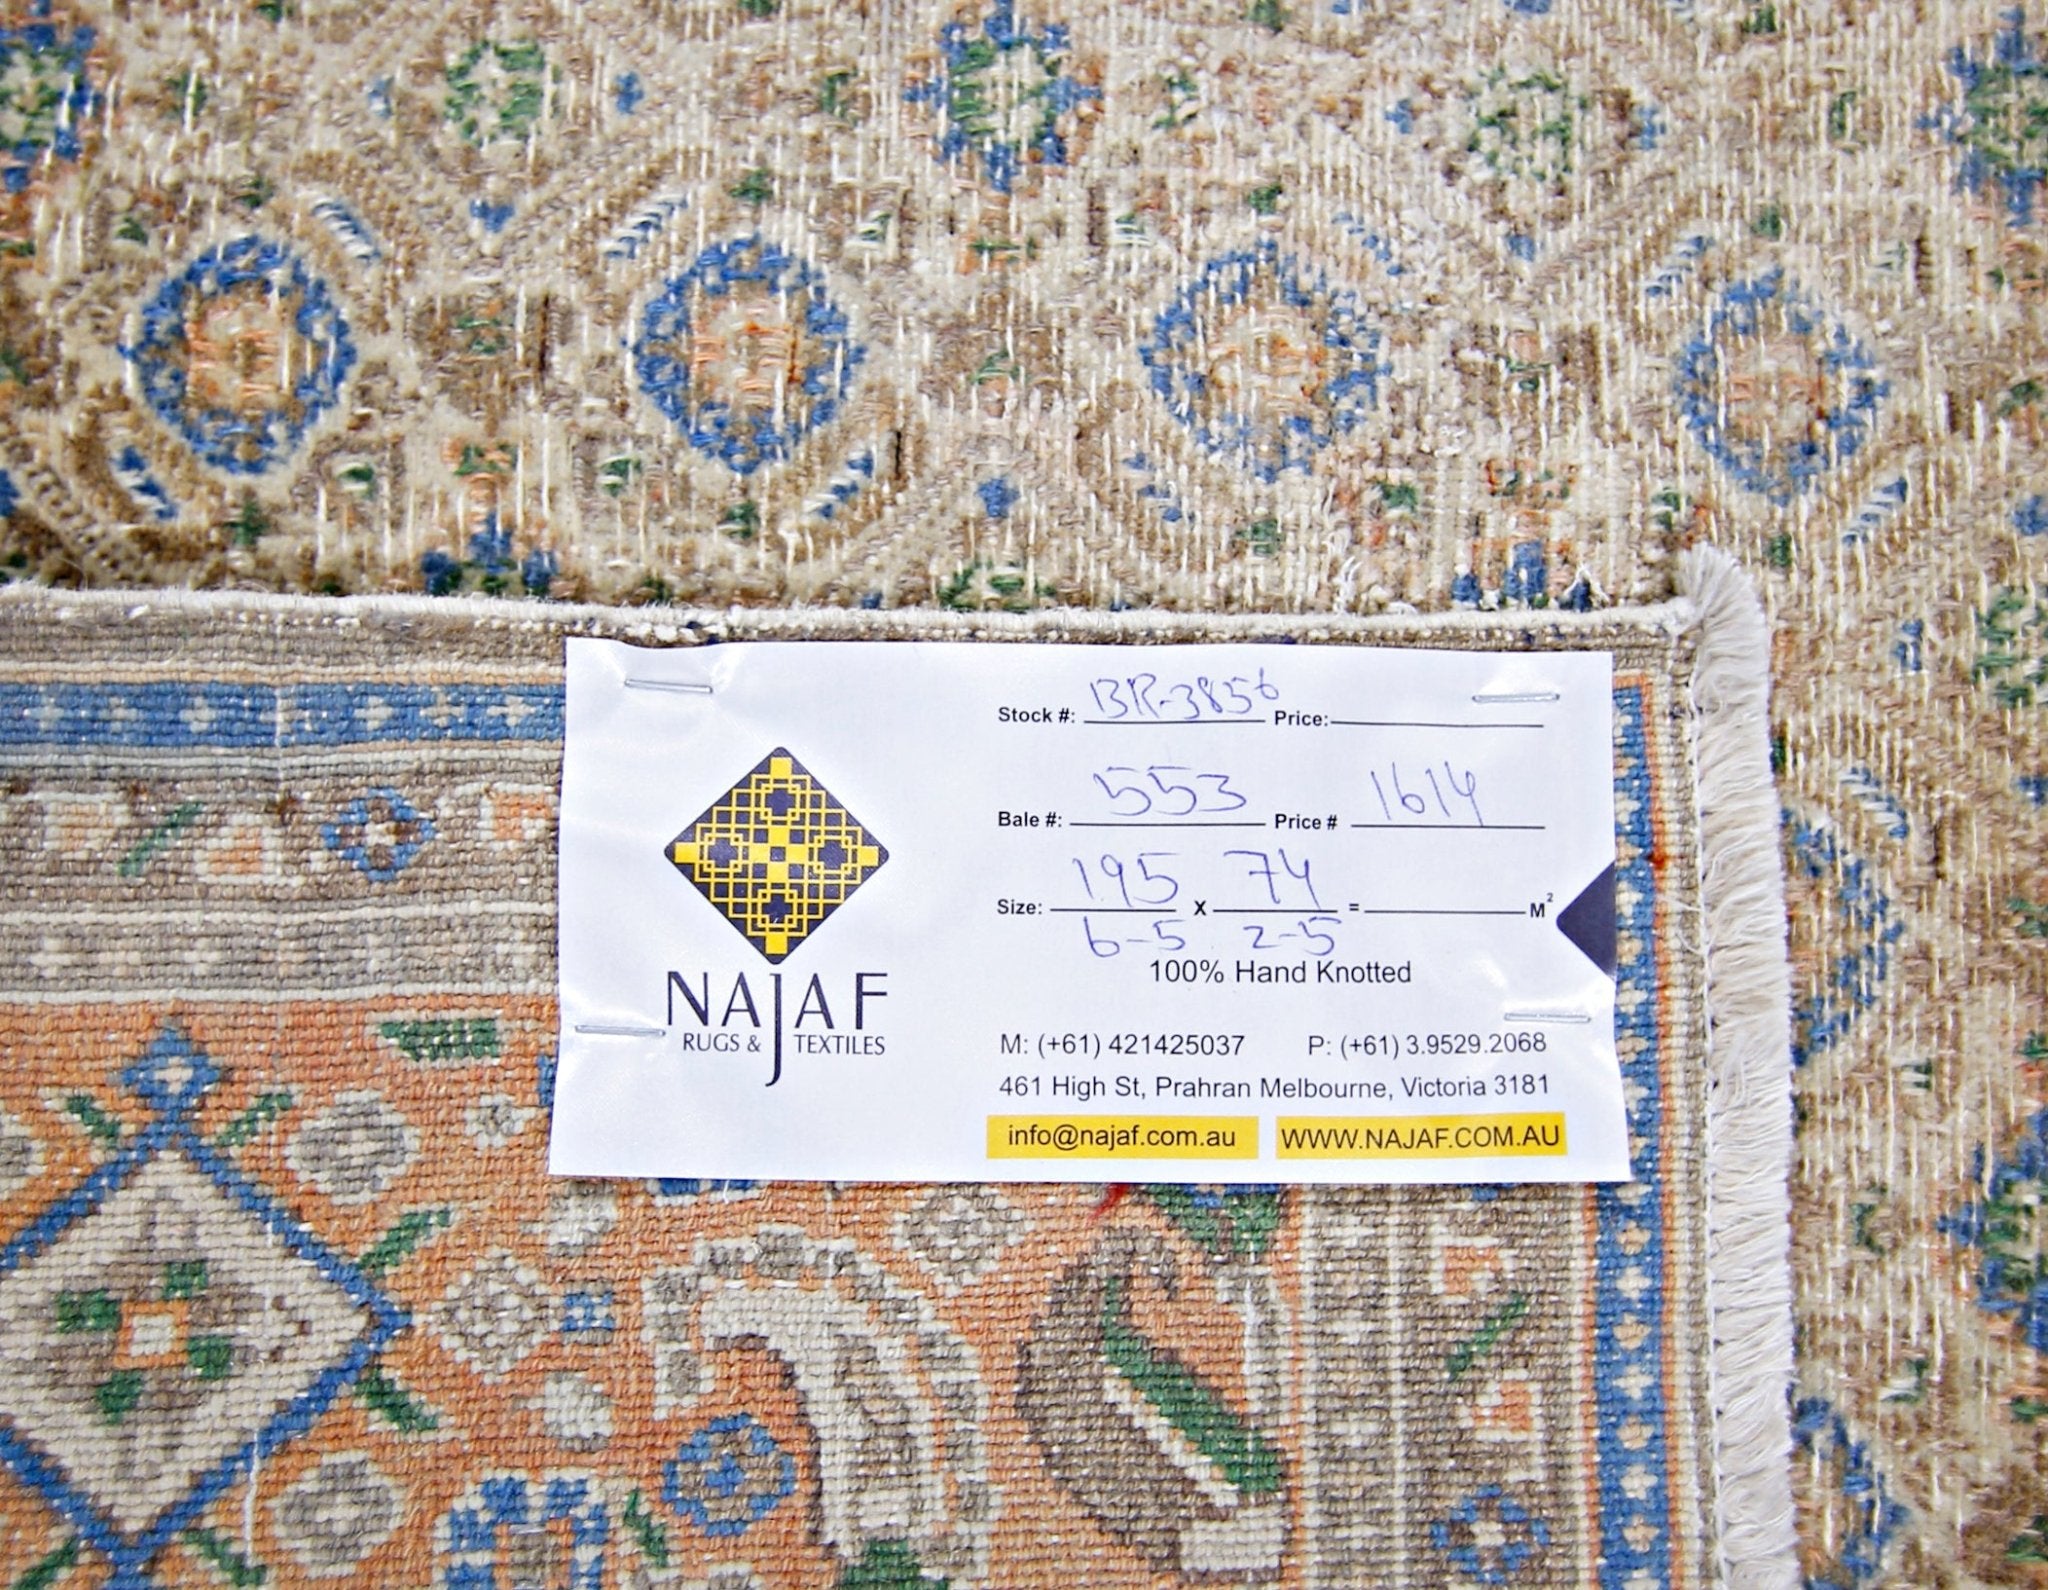 NAJAF
RUGS & TEXTILES
Stock #: BR-3856 Price:
Bale #: 553 Price # 1614
Size: 195 X 74 = M²
6-5 2-5
100% Hand Knotted
M: (+61) 421425037 P: (+61) 3.9529.2068
461 High St, Prahran Melbourne, Victoria 3181
info@najaf.com.au WWW.NAJAF.COM.AU